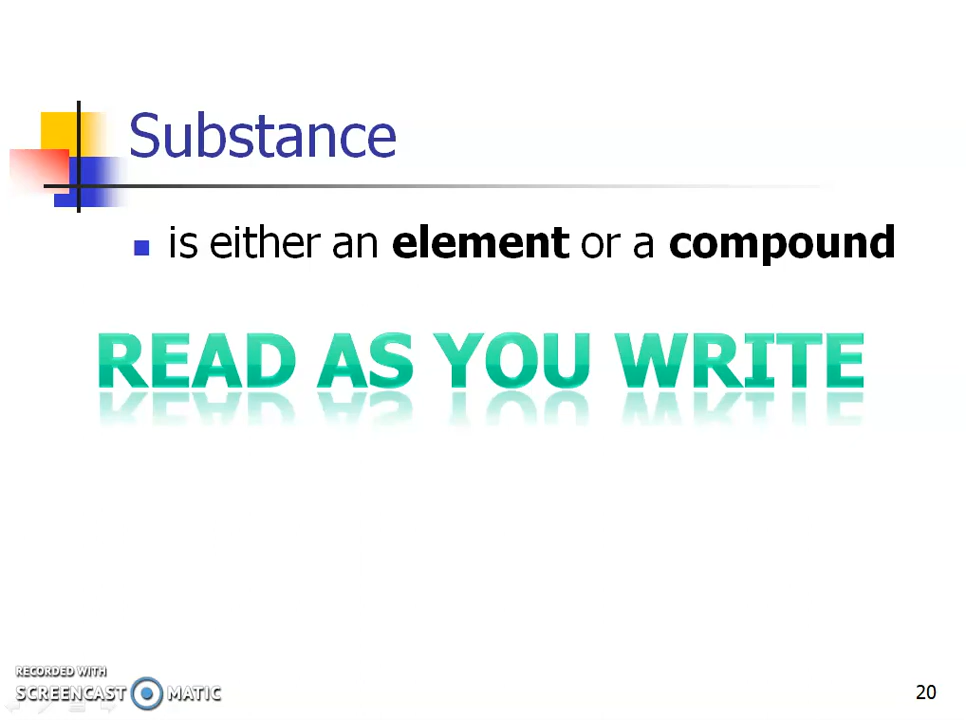 Substance
is either an element or a compound
READ AS YOU WRITE
RECORDED WITH
SCREENCAST MATIC
20